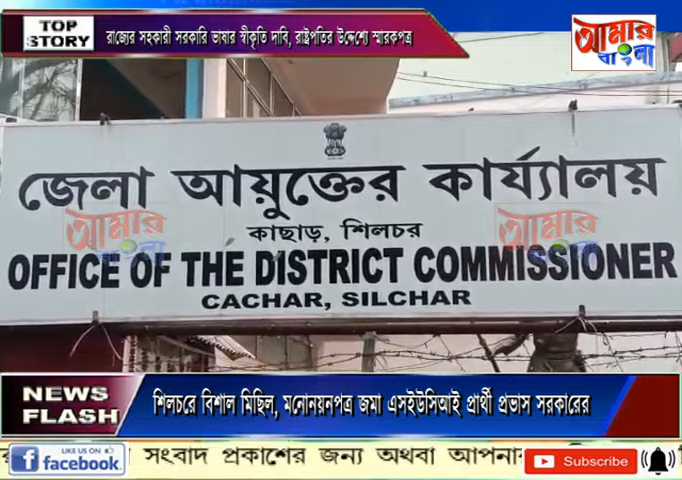 TOP
STORY
রাজ্যের সহকারী সরকারি ভাষার স্বীকৃতি দাবি, রাষ্ট্রপতির উদ্দেশ্যে স্মারকপত্র
আমার
বাংলা
জেলা আয়ুক্তের কার্য্যালয়
কাছাড়, শিলচর
আমার
বাংলা
আমার
বাংলা
OFFICE OF THE DISTRICT COMMISSIONER
CACHAR, SILCHAR
NEWS
FLASH
শিলচরে বিশাল মিছিল, মনোনয়নপত্র জমা এসইউসিআই প্রার্থী প্রভাস সরকারের
LIKE US ON
facebook
সংবাদ প্রকাশের জন্য অথবা আপনার
Subscribe